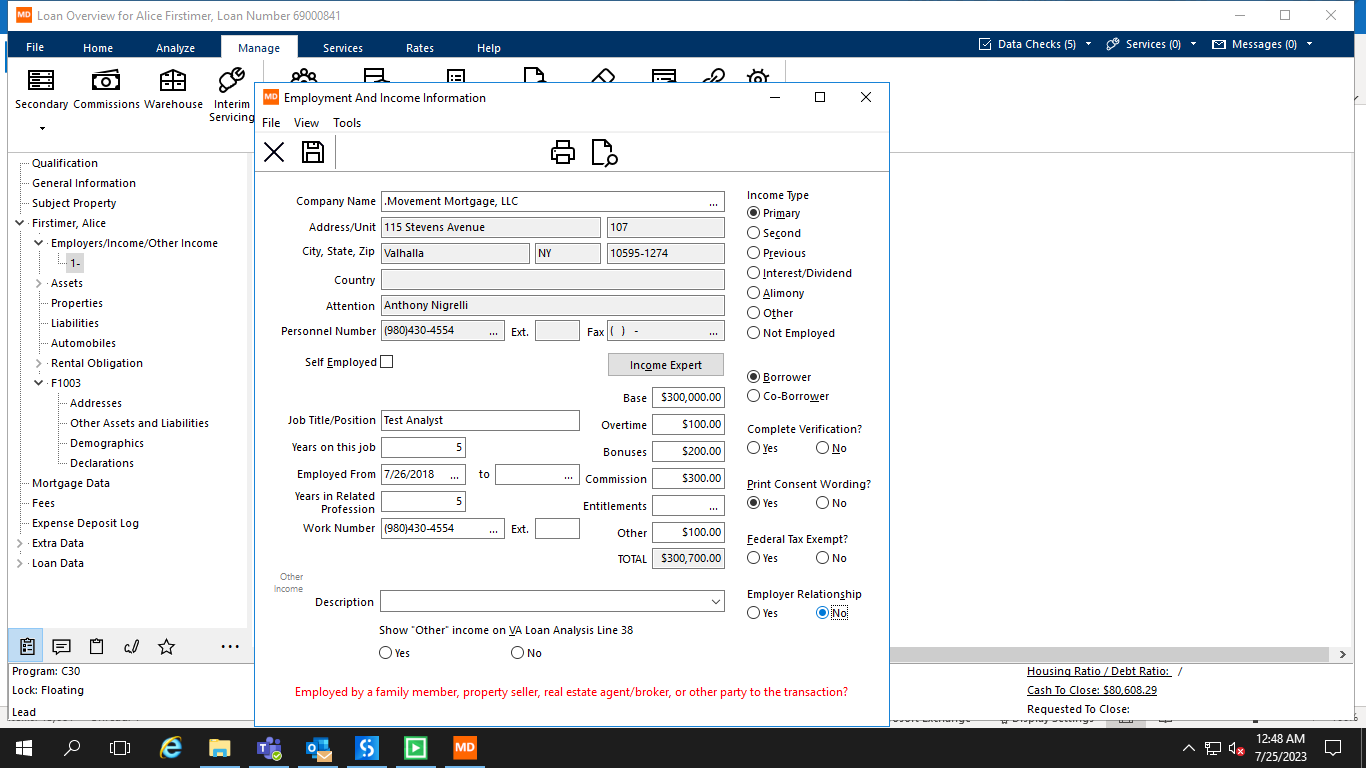 MD Loan Overview for Alice Firstimer, Loan Number 69000841
File Home Analyze Manage Services Rates Help Data Checks (5) Services (0) Messages (0)
Secondary Commissions Warehouse Interim Servicing
MD Employment And Income Information
File View Tools
Qualification
General Information
Subject Property
Firstimer, Alice
Employers/Income/Other Income
1-
Assets
Properties
Liabilities
Automobiles
Rental Obligation
F1003
Addresses
Other Assets and Liabilities
Demographics
Declarations
Mortgage Data
Fees
Expense Deposit Log
Extra Data
Loan Data
...
Program: C30
Lock: Floating
Lead
Company Name .Movement Mortgage, LLC ...
Address/Unit 115 Stevens Avenue 107
City, State, Zip Valhalla NY 10595-1274
Country
Attention Anthony Nigrelli
Personnel Number (980)430-4554 ... Ext. Fax ( ) - ...
Self Employed
Income Expert
Job Title/Position Test Analyst
Years on this job 5
Employed From 7/26/2018 ... to ...
Years in Related
Profession 5
Work Number (980)430-4554 ... Ext.
Base $300,000.00
Overtime $100.00
Bonuses $200.00
Commission $300.00
Entitlements ...
Other $100.00
TOTAL $300,700.00
Other
Income
Description
Show "Other" income on VA Loan Analysis Line 38
Yes No
Income Type
Primary
Second
Previous
Interest/Dividend
Alimony
Other
Not Employed
Borrower
Co-Borrower
Complete Verification?
Yes No
Print Consent Wording?
Yes No
Federal Tax Exempt?
Yes No
Employer Relationship
Yes No
Employed by a family member, property seller, real estate agent/broker, or other party to the transaction?
Housing Ratio / Debt Ratio: /
Cash To Close: $80,608.29
Requested To Close:
Display Settings
MD
12:48 AM
7/25/2023